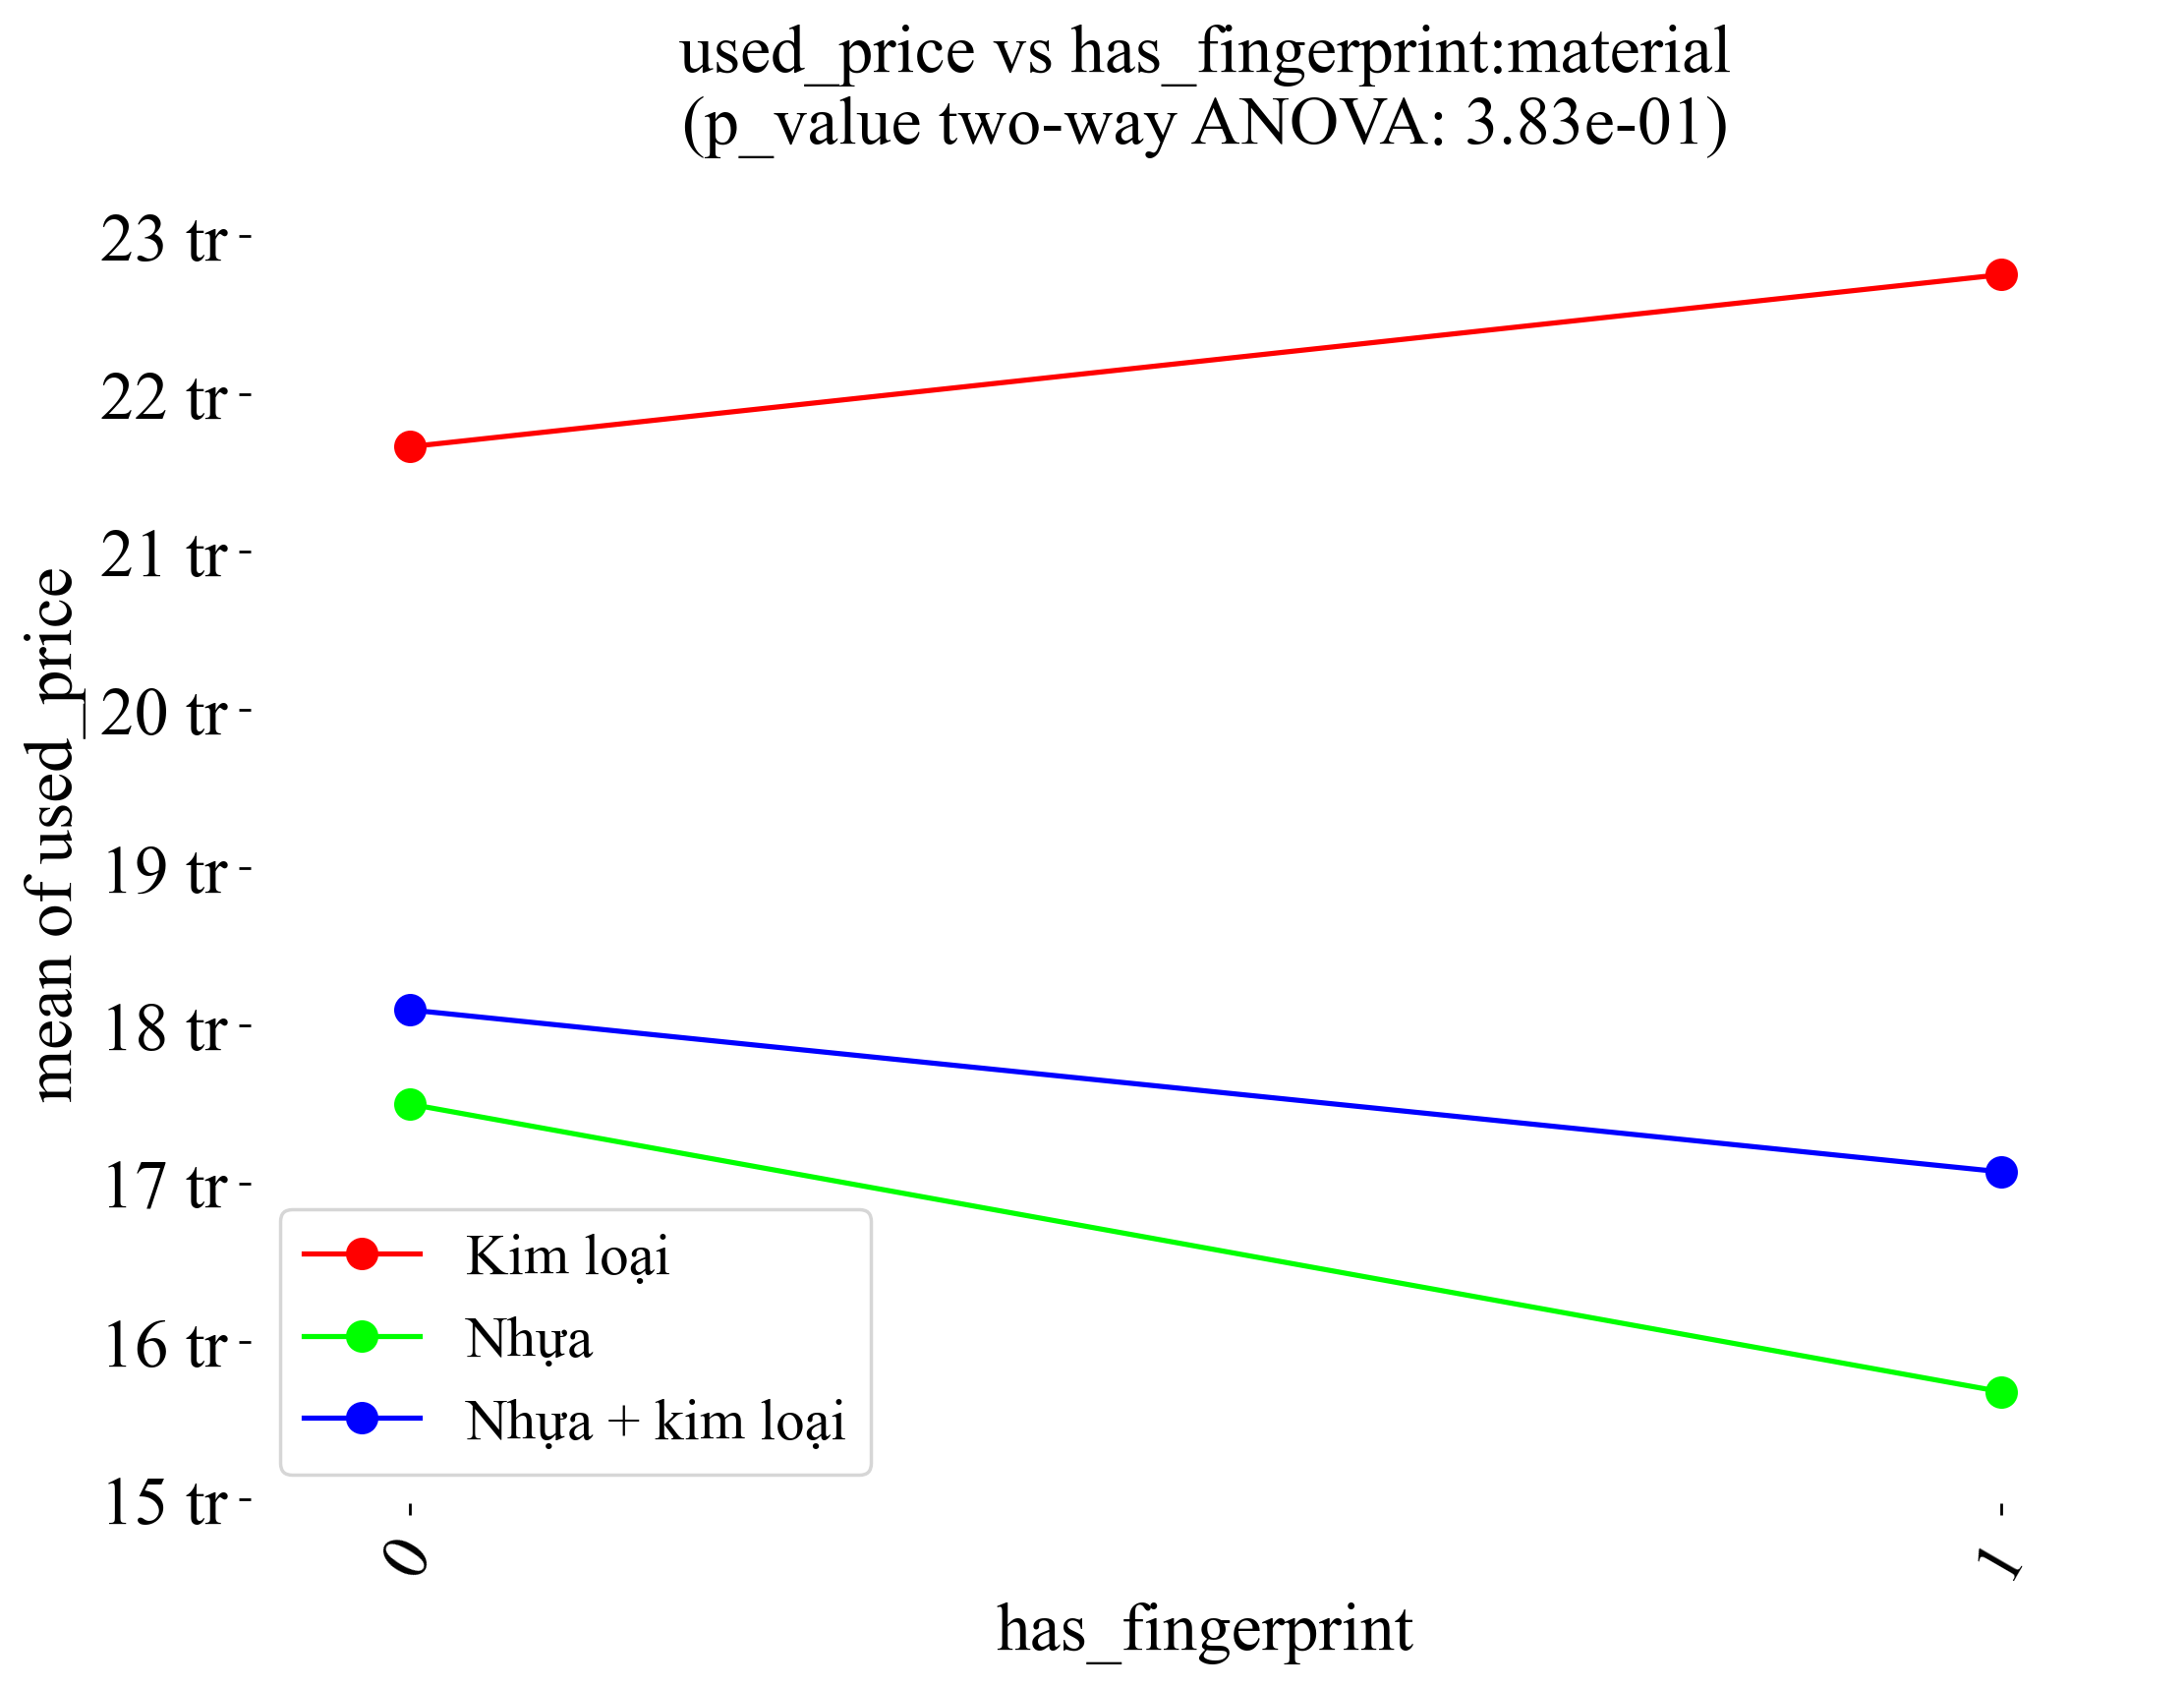 used_price vs has_fingerprint:material
(p_value two-way ANOVA: 3.83e-01)
mean of used_price
23 tr
22 tr
21 tr
20 tr
19 tr
18 tr
17 tr
16 tr
15 tr
Kim loại
Nhựa
Nhựa + kim loại
0
1
has_fingerprint